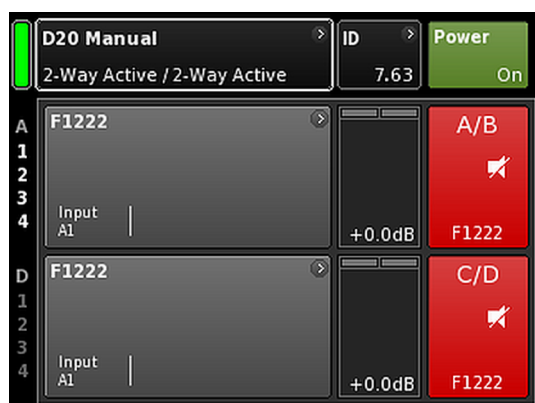 D20 Manual
2-Way Active / 2-Way Active
ID
7.63
Power
On
A
1
2
3
4
F1222
Input
A1
+0.0dB
A/B
F1222
D
1
2
3
4
F1222
Input
A1
+0.0dB
C/D
F1222